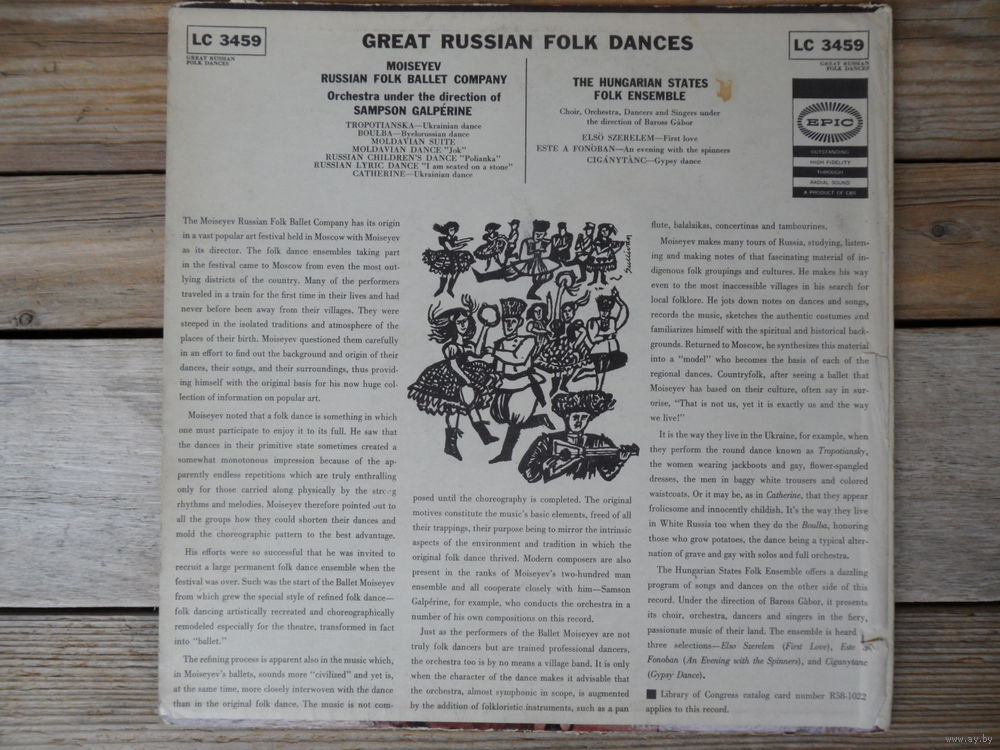 LC 3459
GREAT RUSSIAN
FOLK DANCES
GREAT RUSSIAN FOLK DANCES
LC 3459
GREAT RUSSIAN
FOLK DANCES
MOISEYEV
RUSSIAN FOLK BALLET COMPANY
Orchestra under the direction of
SAMPSON GALPÉRINE
TROPOTIANSKA—Ukrainian dance
BOULBA—Byelorussian dance
MOLDAVIAN SUITE
MOLDAVIAN DANCE "Jok"
RUSSIAN CHILDREN'S DANCE "Polianka"
RUSSIAN LYRIC DANCE "I am seated on a stone"
CATHERINE—Ukrainian dance
THE HUNGARIAN STATES
FOLK ENSEMBLE
Choir, Orchestra, Dancers and Singers under
the direction of Baross Gàbor
ELSÖ SZERELEM—First love
ESTE A FONÖBAN—An evening with the spinners
CIGÁNYTÀNC—Gypsy dance
EPIC
OUTSTANDING
HIGH FIDELITY
THROUGH
RADIAL SOUND
A PRODUCT OF CBS
The Moiseyev Russian Folk Ballet Company has its origin
in a vast popular art festival held in Moscow with Moiseyev
as its director. The folk dance ensembles taking part
in the festival came to Moscow from even the most out-
lying districts of the country. Many of the performers
traveled in a train for the first time in their lives and had
never before been away from their villages. They were
steeped in the isolated traditions and atmosphere of the
places of their birth. Moiseyev questioned them carefully
in an effort to find out the background and origin of their
dances, their songs, and their surroundings, thus provid-
ing himself with the original basis for his now huge col-
lection of information on popular art.
Moiseyev noted that a folk dance is something in which
one must participate to enjoy it to its full. He saw that
the dances in their primitive state sometimes created a
somewhat monotonous impression because of the ap-
parently endless repetitions which are truly enthralling
only for those carried along physically by the strong
rhythms and melodies. Moiseyev therefore pointed out to
all the groups how they could shorten their dances and
mold the choreographic pattern to the best advantage.
His efforts were so successful that he was invited to
recruit a large permanent folk dance ensemble when the
festival was over. Such was the start of the Ballet Moiseyev
from which grew the special style of refined folk dance—
folk dancing artistically recreated and choreographically
remodeled especially for the theatre, transformed in fact
into "ballet."
The refining process is apparent also in the music which,
in Moiseyev's ballets, sounds more "civilized" and yet is,
at the same time, more closely interwoven with the dance
than in the original folk dance. The music is not com-
posed until the choreography is completed. The original
motives constitute the music's basic elements, freed of all
their trappings, their purpose being to mirror the intrinsic
aspects of the environment and tradition in which the
original folk dance thrived. Modern composers are also
present in the ranks of Moiseyev's two-hundred man
ensemble and all cooperate closely with him—Samson
Galpérine, for example, who conducts the orchestra in a
number of his own compositions on this record.
Just as the performers of the Ballet Moiseyev are not
truly folk dancers but are trained professional dancers,
the orchestra too is by no means a village band. It is only
when the character of the dance makes it advisable that
the orchestra, almost symphonic in scope, is augmented
by the addition of folkloristic instruments, such as a pan
flute, balalaikas, concertinas and tambourines.
Moiseyev makes many tours of Russia, studying, listen-
ing and making notes of that fascinating material of in-
digenous folk groupings and cultures. He makes his way
even to the most inaccessible villages in his search for
local folklore. He jots down notes on dances and songs,
records the music, sketches the authentic costumes and
familiarizes himself with the spiritual and historical back-
grounds. Returned to Moscow, he synthesizes this material
into a "model" who becomes the basis of each of the
regional dances. Countryfolk, after seeing a ballet that
Moiseyev has based on their culture, often say in sur-
prise, "That is not us, yet it is exactly us and the way
we live!"
It is the way they live in the Ukraine, for example, when
they perform the round dance known as Tropotiansky,
the women wearing jackboots and gay, flower-spangled
dresses, the men in baggy white trousers and colored
waistcoats. Or it may be, as in Catherine, that they appear
frolicsome and innocently childish. It's the way they live
in White Russia too when they do the Boulba, honoring
those who grow potatoes, the dance being a typical alter-
nation of grave and gay with solos and full orchestra.
The Hungarian States Folk Ensemble offers a dazzling
program of songs and dances on the other side of this
record. Under the direction of Baross Gàbor, it presents
its choir, orchestra, dancers and singers in the fiery,
passionate music of their land. The ensemble is heard
three selections—Elso Szerelem (First Love), Este
Fonoban (An Evening with the Spinners), and Ciganytanc
(Gypsy Dance).
■ Library of Congress catalog card number R58-1022
applies to this record.
www.ay.by